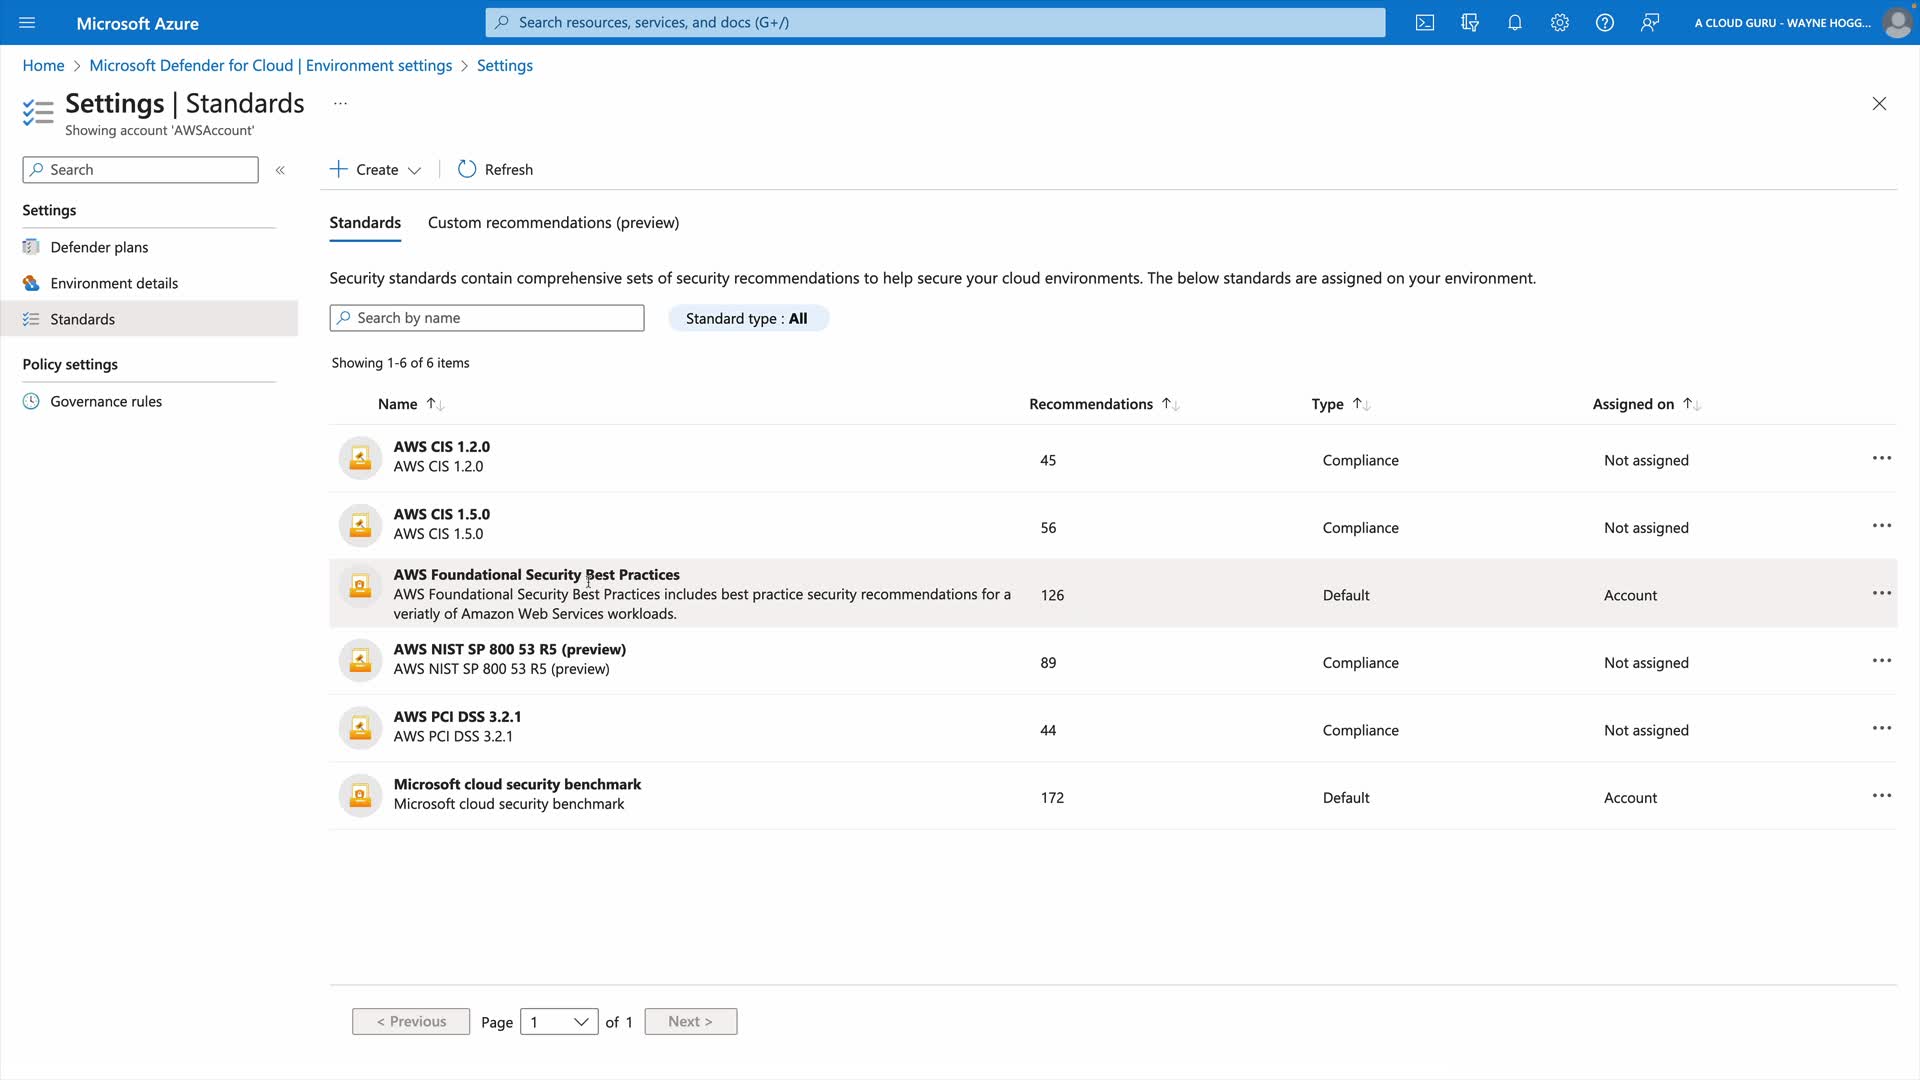 Microsoft Azure
Search resources, services, and docs (G+/)
A CLOUD GURU - WAYNE HOGG...
Home > Microsoft Defender for Cloud | Environment settings > Settings
Settings | Standards ...
Showing account 'AWSAccount'
Search
«
Create
Refresh
Settings
Defender plans
Environment details
Standards
Policy settings
Governance rules
Standards
Custom recommendations (preview)
Security standards contain comprehensive sets of security recommendations to help secure your cloud environments. The below standards are assigned on your environment.
Search by name
Standard type : All
Showing 1-6 of 6 items
Name ↑↓ Recommendations ↑↓ Type ↑↓ Assigned on ↑↓
AWS CIS 1.2.0
AWS CIS 1.2.0
45 Compliance Not assigned ...
AWS CIS 1.5.0
AWS CIS 1.5.0
56 Compliance Not assigned ...
AWS Foundational Security Best Practices
AWS Foundational Security Best Practices includes best practice security recommendations for a
veriatly of Amazon Web Services workloads.
126 Default Account ...
AWS NIST SP 800 53 R5 (preview)
AWS NIST SP 800 53 R5 (preview)
89 Compliance Not assigned ...
AWS PCI DSS 3.2.1
AWS PCI DSS 3.2.1
44 Compliance Not assigned ...
Microsoft cloud security benchmark
Microsoft cloud security benchmark
172 Default Account ...
< Previous Page 1 of 1 Next >